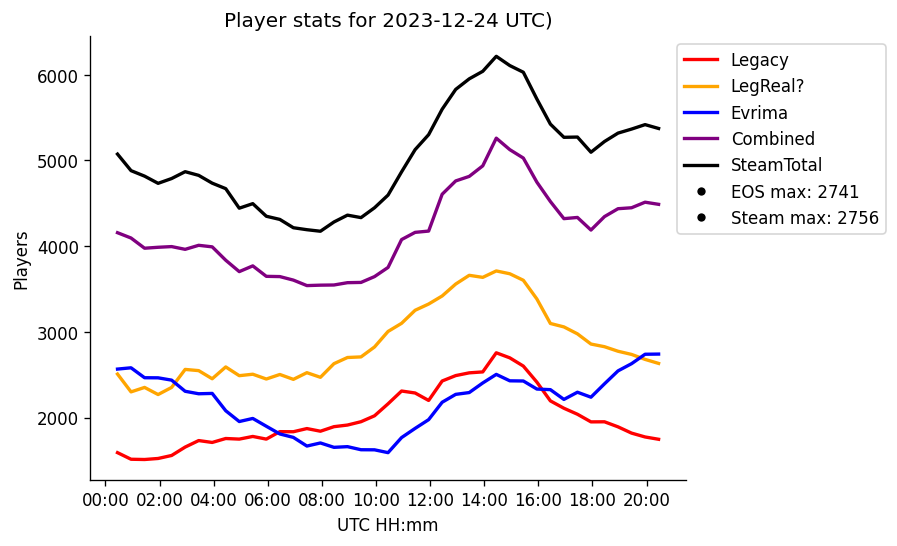 Player stats for 2023-12-24 UTC)
Players
6000
5000
4000
3000
2000
00:00 02:00 04:00 06:00 08:00 10:00 12:00 14:00 16:00 18:00 20:00
UTC HH:mm
Legacy
LegReal?
Evrima
Combined
SteamTotal
EOS max: 2741
Steam max: 2756